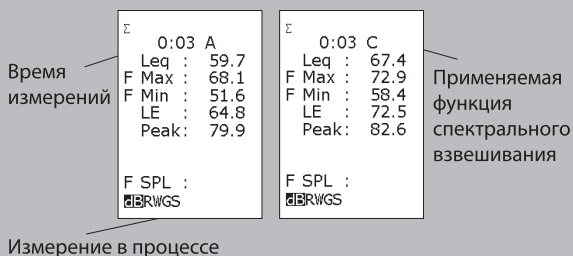 Время
измерений
Σ
0:03 A
Leq : 59.7
F Max : 68.1
F Min : 51.6
LE : 64.8
Peak: 79.9
F SPL :
dBRWGS
Σ
0:03 C
Leq : 67.4
F Max : 72.9
F Min : 58.4
LE : 72.5
Peak: 82.6
F SPL :
dBRWGS
Применяемая
функция
спектрального
взвешивания
Измерение в процессе